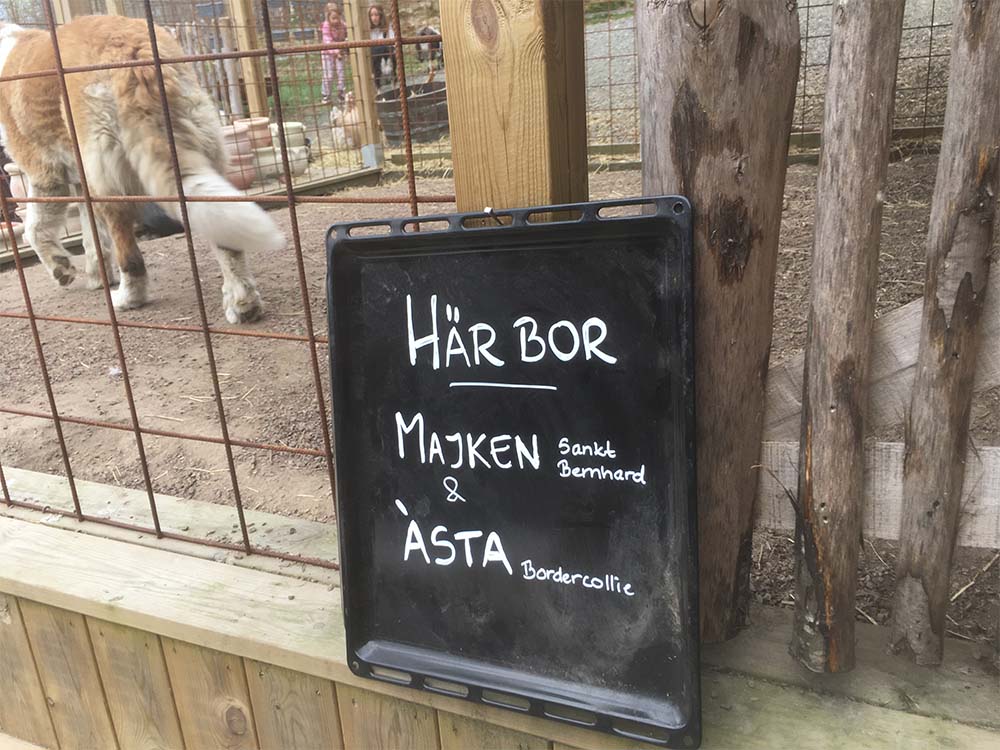 HÄR BOR
MAJKEN Sankt Bernhard
&
ÀSTA Bordercollie